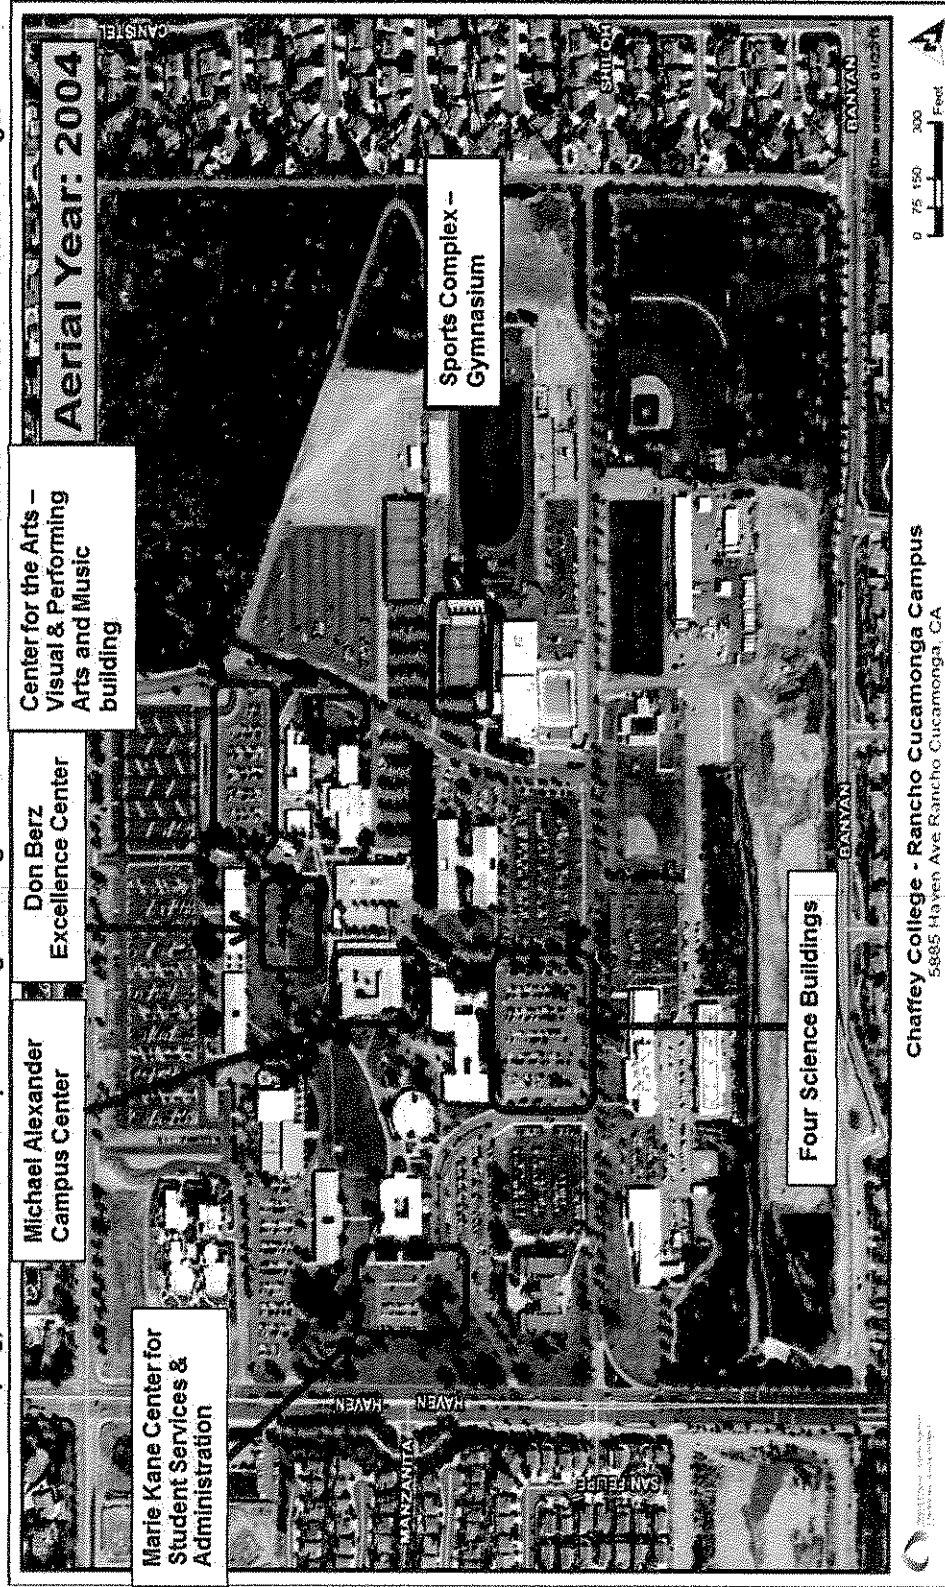 Aerial Year: 2004
Center for the Arts –
Visual & Performing
Arts and Music
building
Don Berz
Excellence Center
Michael Alexander
Campus Center
Marie Kane Center for
Student Services &
Administration
Sports Complex –
Gymnasium
Four Science Buildings
CANISTEL
SHILOH
BANYAN
BANYAN
HAVEN
HAVEN
MANZANITA
SAN FELIPE
0 75 150 300
Feet
Chaffey College - Rancho Cucamonga Campus
5885 Haven Ave Rancho Cucamonga, CA